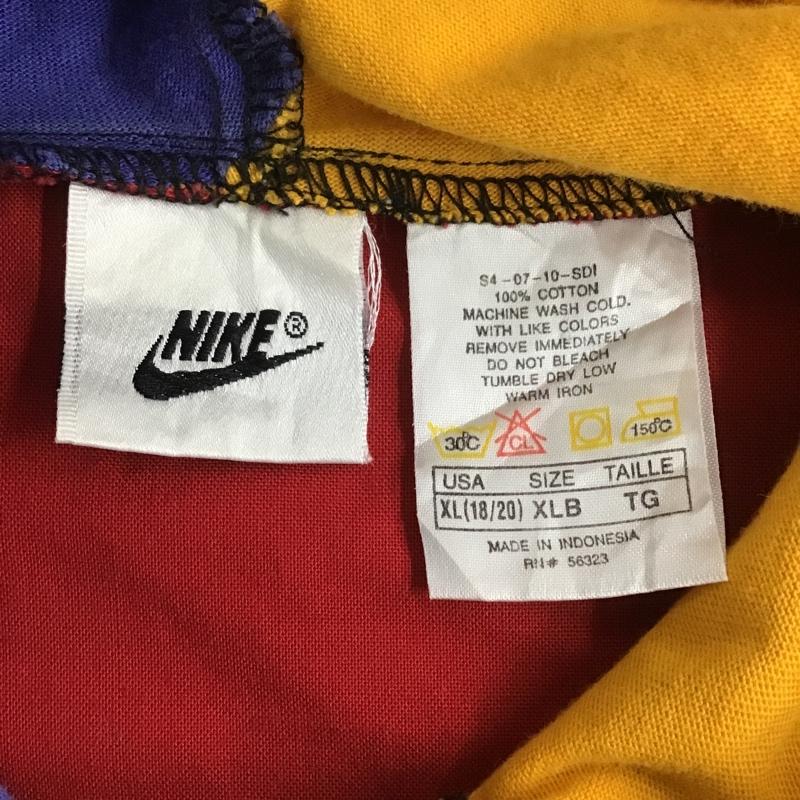 NIKE®
S4-07-10-SDI
100% COTTON
MACHINE WASH COLD.
WITH LIKE COLORS
REMOVE IMMEDIATELY
DO NOT BLEACH
TUMBLE DRY LOW
WARM IRON
30°C CL 150°C
USA SIZE TAILLE
XL(18/20) XLB TG
MADE IN INDONESIA
RN# 56323